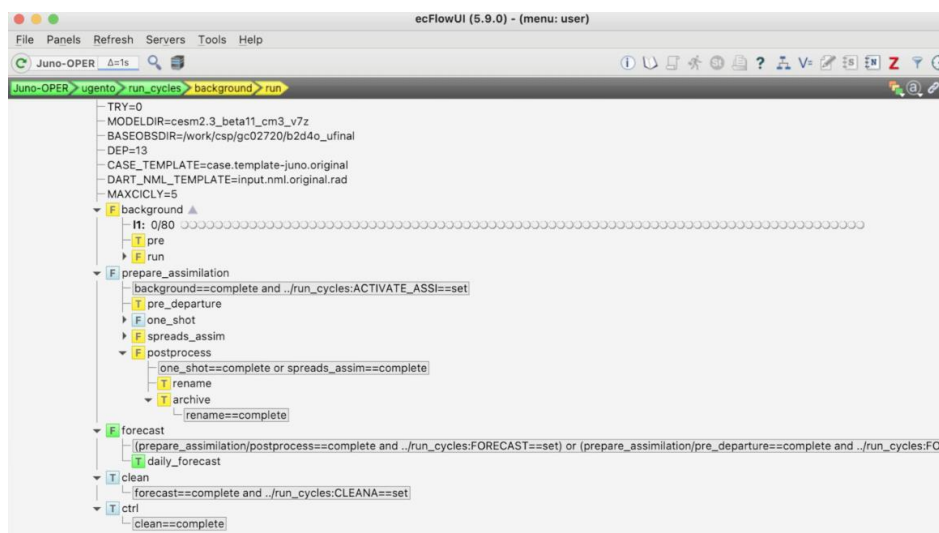 ecFlowUI (5.9.0) - (menu: user)
File Panels Refresh Servers Tools Help
Juno-OPER Δ=1s
Juno-OPER ugento run_cycles background run
TRY=0
MODELDIR=cesm2.3_beta11_cm3_v7z
BASEOBSDIR=/work/csp/gc02720/b2d4o_ufinal
DEP=13
CASE_TEMPLATE=case.template-juno.original
DART_NML_TEMPLATE=input.nml.original.rad
MAXCICLY=5
F background
l1: 0/80
T pre
F run
F prepare_assimilation
background==complete and ../run_cycles:ACTIVATE_ASSI==set
T pre_departure
F one_shot
F spreads_assim
F postprocess
one_shot==complete or spreads_assim==complete
T rename
T archive
rename==complete
F forecast
(prepare_assimilation/postprocess==complete and ../run_cycles:FORECAST==set) or (prepare_assimilation/pre_departure==complete and ../run_cycles:FO
T daily_forecast
T clean
forecast==complete and ../run_cycles:CLEANA==set
T ctrl
clean==complete